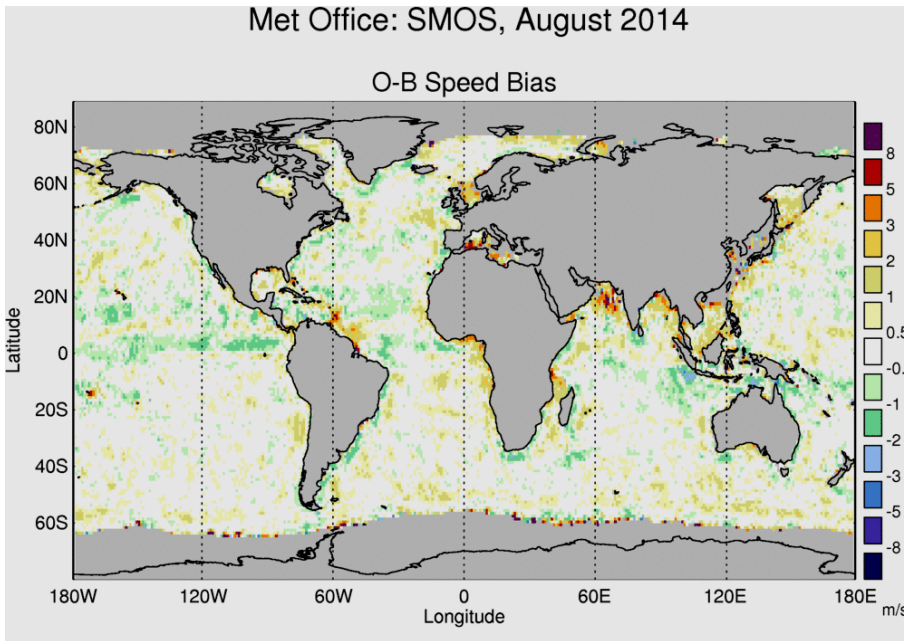 Met Office: SMOS, August 2014
O-B Speed Bias
80N
60N
40N
20N
0
20S
40S
60S
Latitude
180W
120W
60W
0
60E
120E
180E
Longitude
8
5
3
2
1
0.5
-0.
-1
-2
-3
-5
-8
m/s